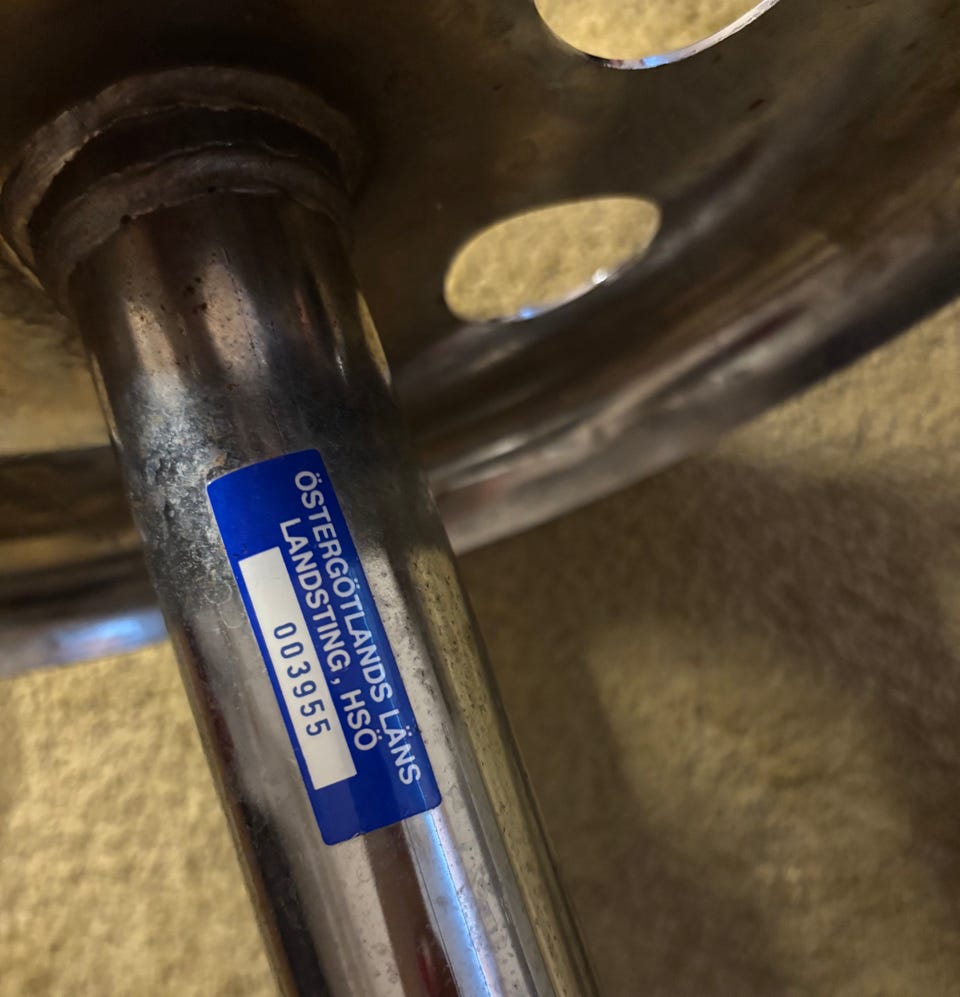 ÖSTERGÖTLANDS LÄNS
LANDSTING, HSÖ
003955